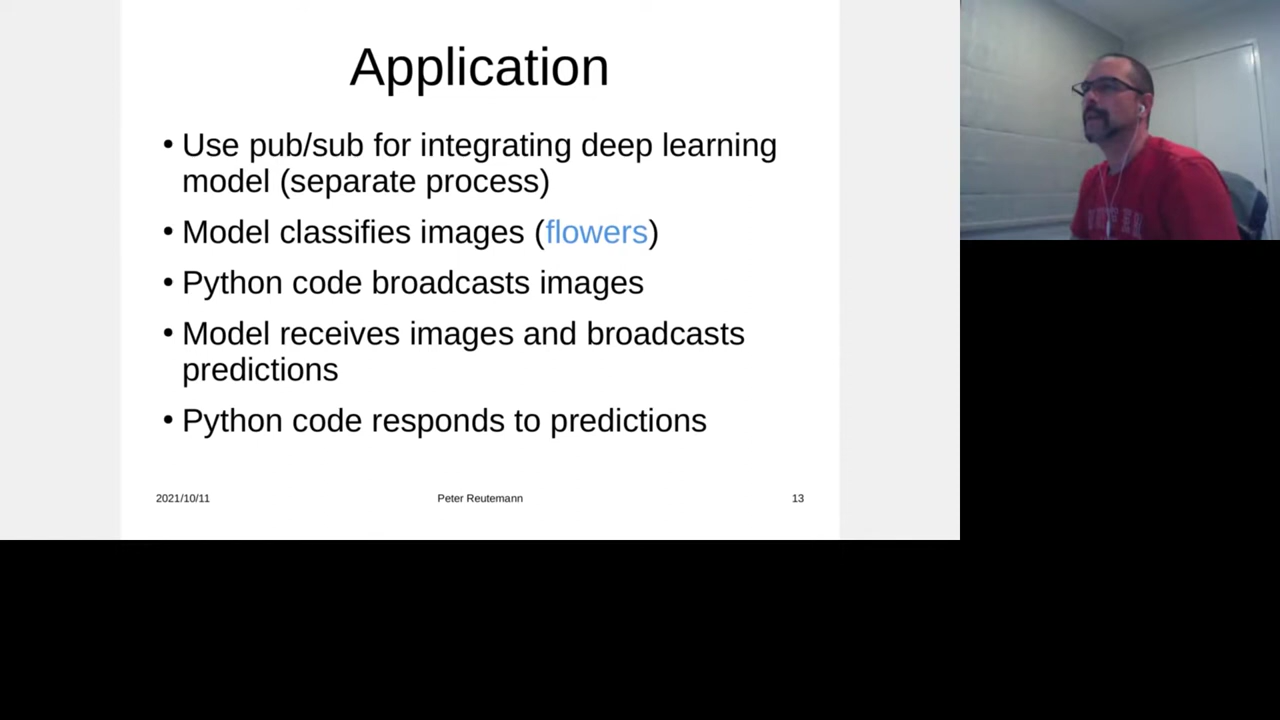 Application
• Use pub/sub for integrating deep learning
model (separate process)
• Model classifies images (flowers)
• Python code broadcasts images
• Model receives images and broadcasts
predictions
• Python code responds to predictions
2021/10/11
Peter Reutemann
13